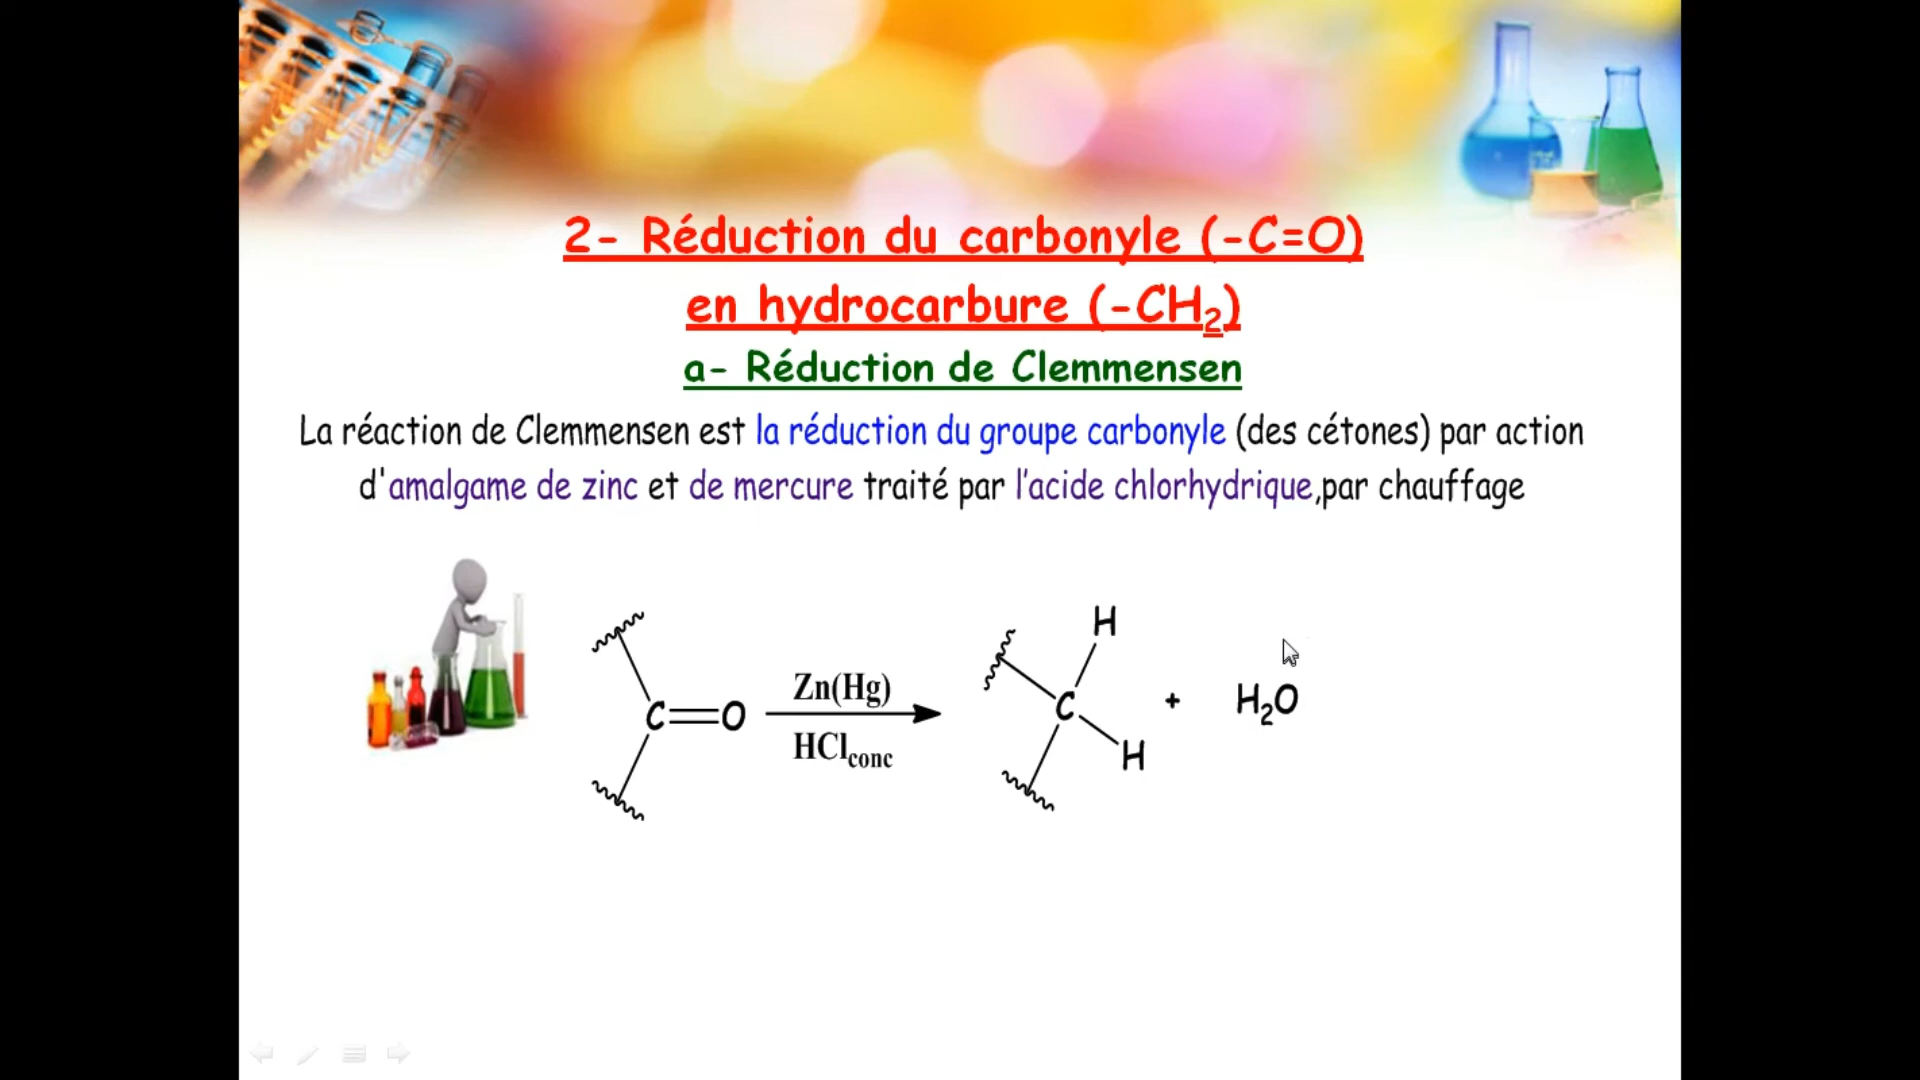 2- Réduction du carbonyle (-C=O)
en hydrocarbure (-CH₂)
a- Réduction de Clemmensen
La réaction de Clemmensen est la réduction du groupe carbonyle (des cétones) par action
d'amalgame de zinc et de mercure traité par l'acide chlorhydrique,par chauffage
C=O
Zn(Hg)
HClconc
H
C
H
+ H₂O